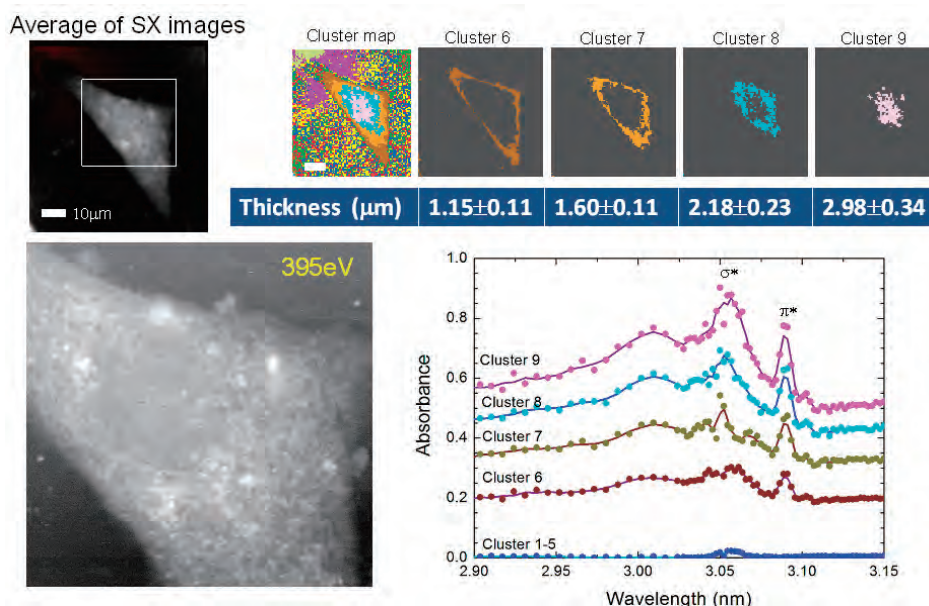 Average of SX images
Cluster map
Cluster 6
Cluster 7
Cluster 8
Cluster 9
10μm
Thickness (μm)
1.15±0.11
1.60±0.11
2.18±0.23
2.98±0.34
395eV
1.0
0.8
0.6
0.4
0.2
0.0
Absorbance
σ*
π*
Cluster 9
Cluster 8
Cluster 7
Cluster 6
Cluster 1-5
2.90
2.95
3.00
3.05
3.10
3.15
Wavelength (nm)